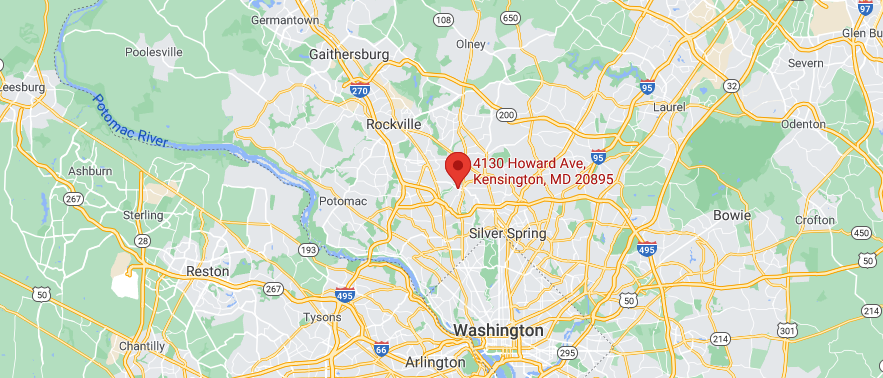 Germantown
108
650
97
Poolesville
Olney
Glen Bu
Gaithersburg
Severn
Leesburg
270
95
32
Potomac River
Laurel
200
Rockville
Odenton
95
4130 Howard Ave,
Kensington, MD 20895
Ashburn
267
Potomac
Sterling
Bowie
Crofton
28
Silver Spring
450
193
495
50
Reston
267
50
495
50
214
Tysons
Washington
301
214
Chantilly
66
295
Arlington